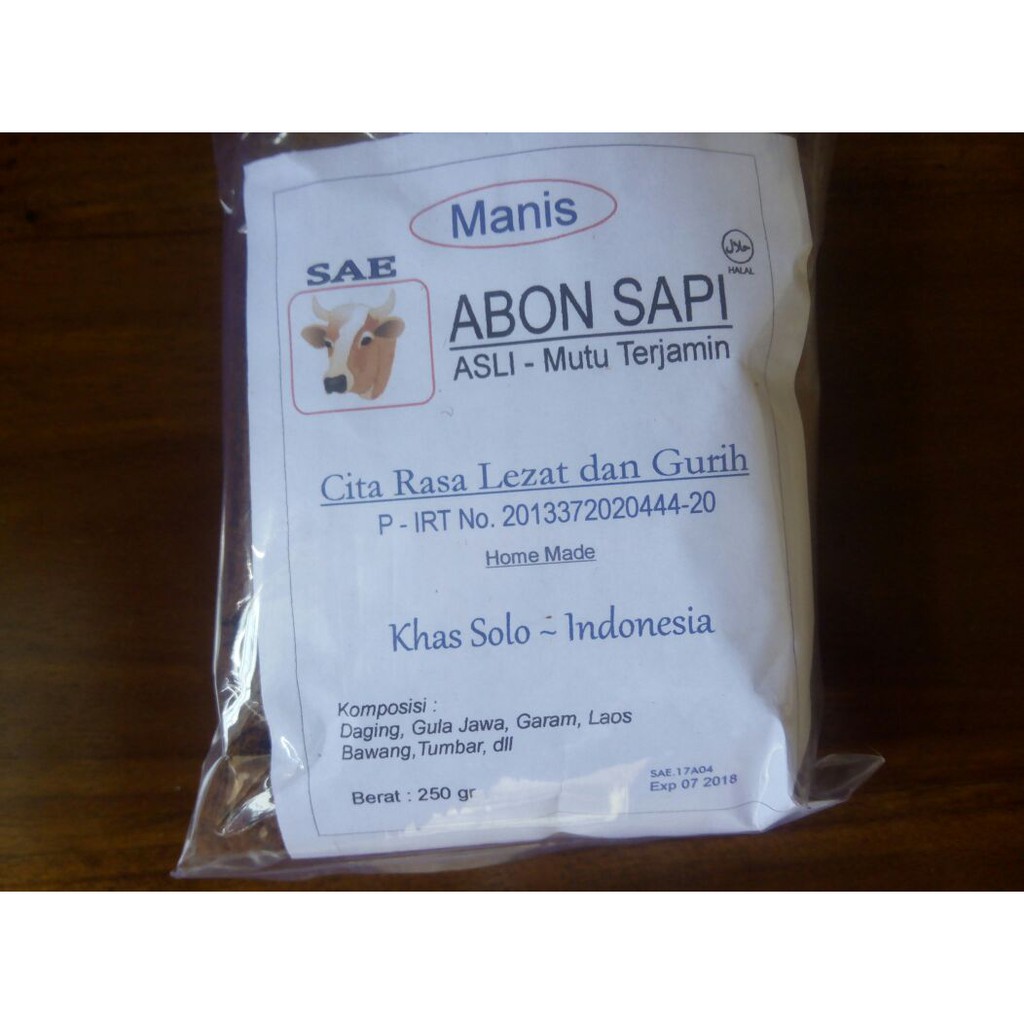 Manis
SAE
حلال
HALAL
ABON SAPI
ASLI - Mutu Terjamin
Cita Rasa Lezat dan Gurih
P - IRT No. 2013372020444-20
Home Made
Khas Solo ~ Indonesia
Komposisi :
Daging, Gula Jawa, Garam, Laos
Bawang,Tumbar, dll
Berat : 250 gr
SAE.17A04
Exp 07 2018